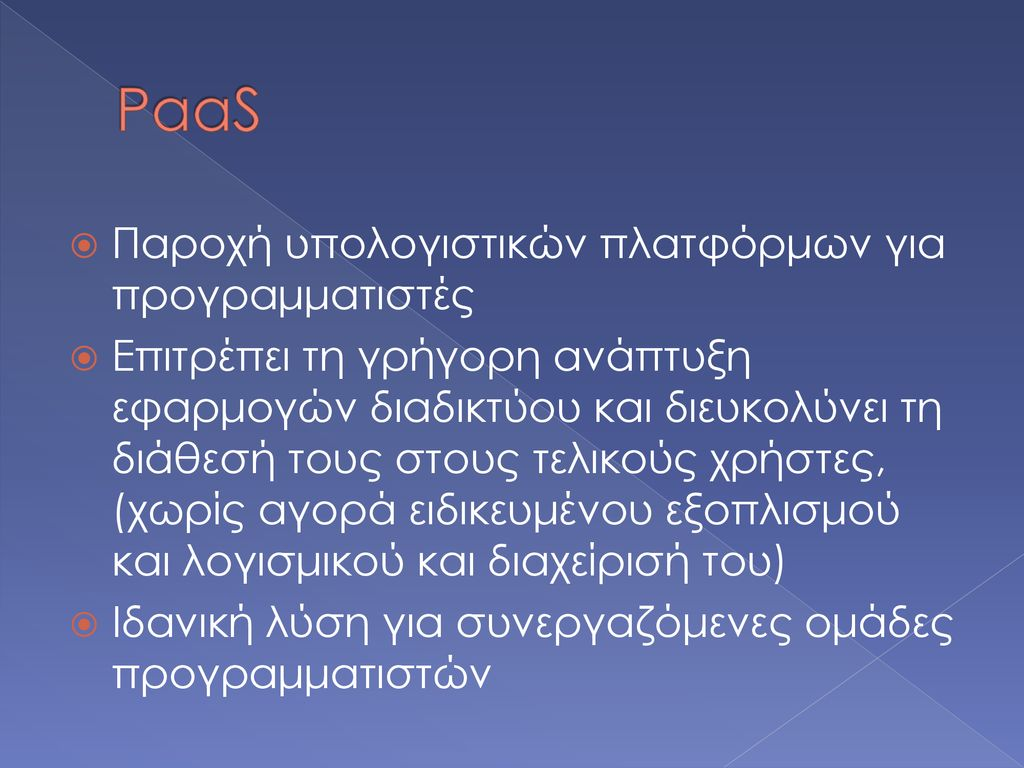 PaaS
Παροχή υπολογιστικών πλατφόρμων για
προγραμματιστές
Επιτρέπει τη γρήγορη ανάπτυξη
εφαρμογών διαδικτύου και διευκολύνει τη
διάθεσή τους στους τελικούς χρήστες,
(χωρίς αγορά ειδικευμένου εξοπλισμού
και λογισμικού και διαχείρισή του)
Ιδανική λύση για συνεργαζόμενες ομάδες
προγραμματιστών